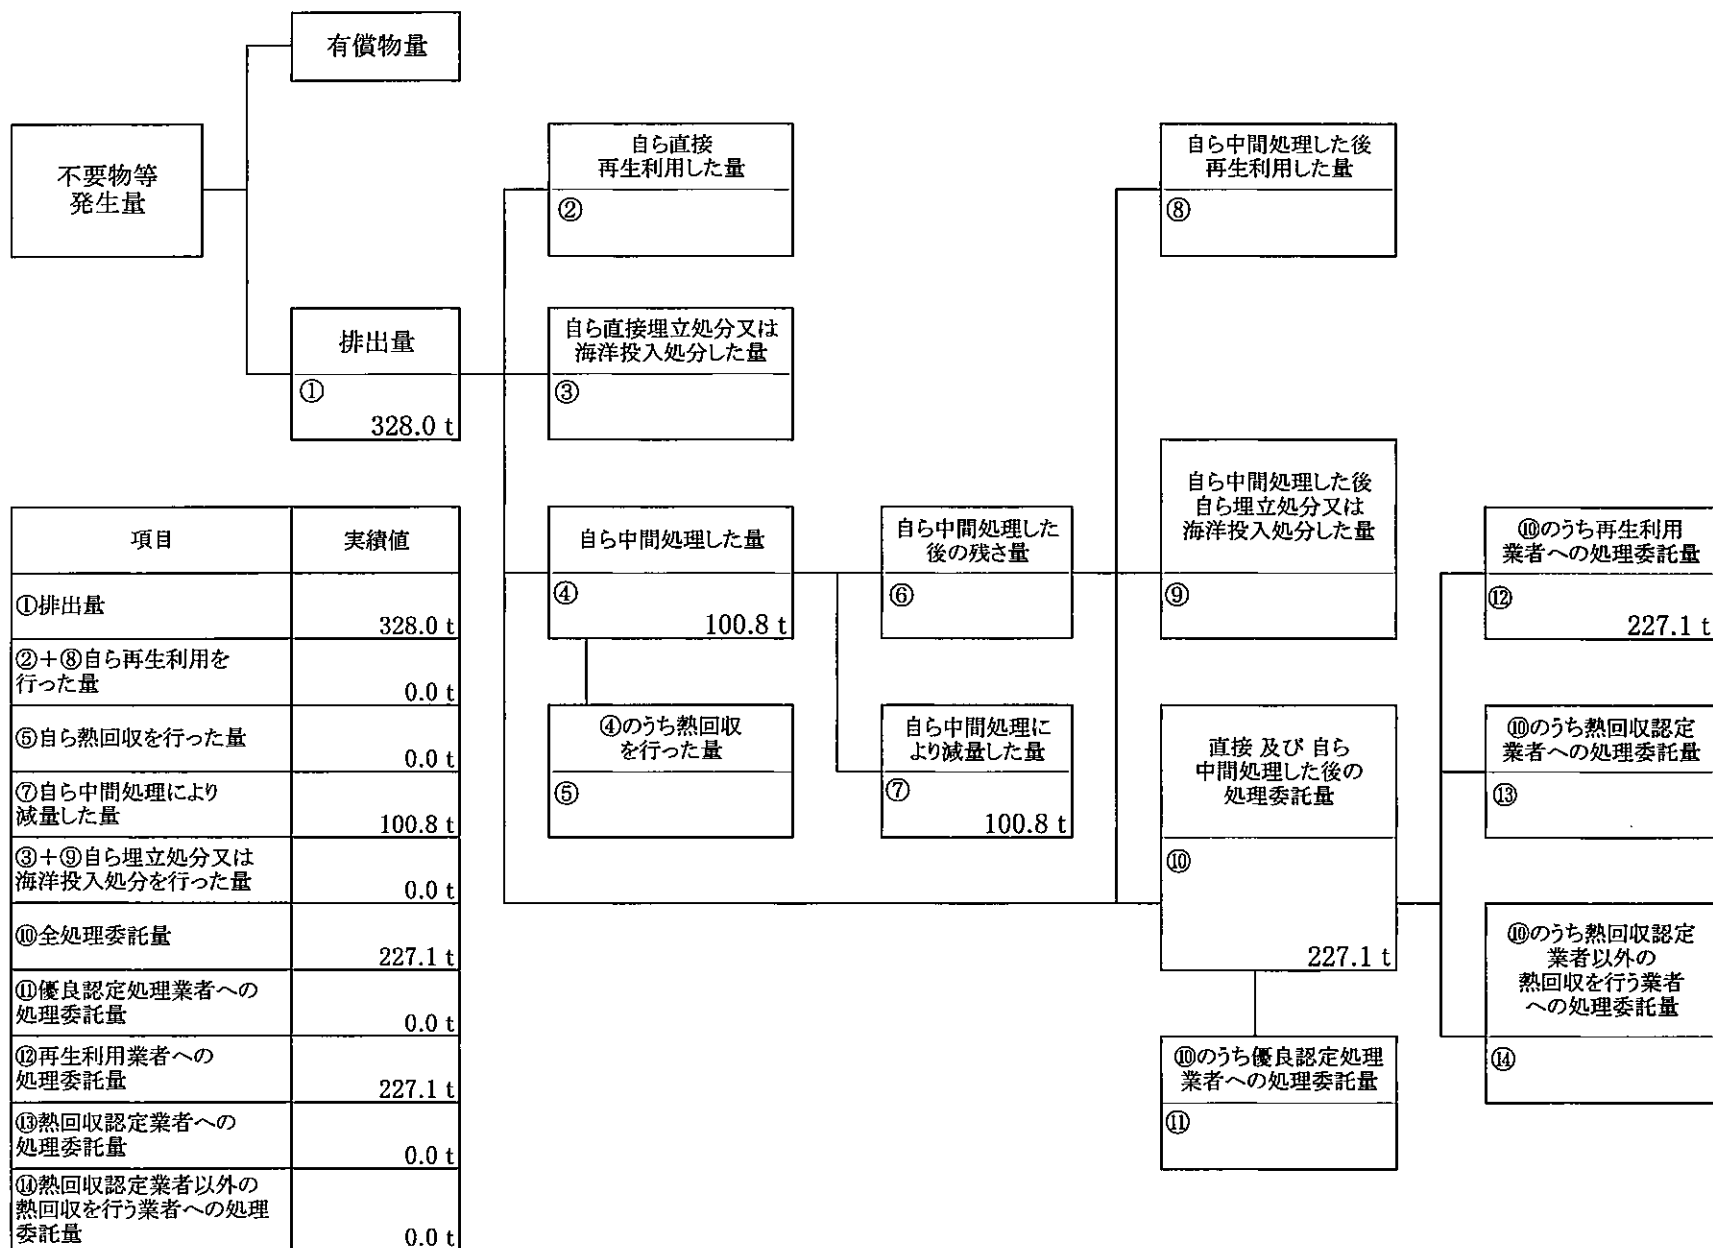 有償物量
不要物等
発生量
排出量
①
328.0 t
自ら直接
再生利用した量
②
自ら直接埋立処分又は
海洋投入処分した量
③
自ら中間処理した量
④
100.8 t
④のうち熱回収
を行った量
⑤
自ら中間処理した
後の残さ量
⑥
自ら中間処理に
より減量した量
⑦
100.8 t
自ら中間処理した後
再生利用した量
⑧
自ら中間処理した後
自ら埋立処分又は
海洋投入処分した量
⑨
直接 及び 自ら
中間処理した後の
処理委託量
⑩
227.1 t
⑩のうち優良認定処理
業者への処理委託量
⑪
⑩のうち再生利用
業者への処理委託量
⑫
227.1 t
⑩のうち熱回収認定
業者への処理委託量
⑬
⑩のうち熱回収認定
業者以外の
熱回収を行う業者
への処理委託量
⑭
項目 実績値
①排出量
328.0 t
②+⑧自ら再生利用を
行った量
0.0 t
⑤自ら熱回収を行った量
0.0 t
⑦自ら中間処理により
減量した量
100.8 t
③+⑨自ら埋立処分又は
海洋投入処分を行った量
0.0 t
⑩全処理委託量
227.1 t
⑪優良認定処理業者への
処理委託量
0.0 t
⑫再生利用業者への
処理委託量
227.1 t
⑬熱回収認定業者への
処理委託量
0.0 t
⑭熱回収認定業者以外の
熱回収を行う業者への処理
委託量
0.0 t